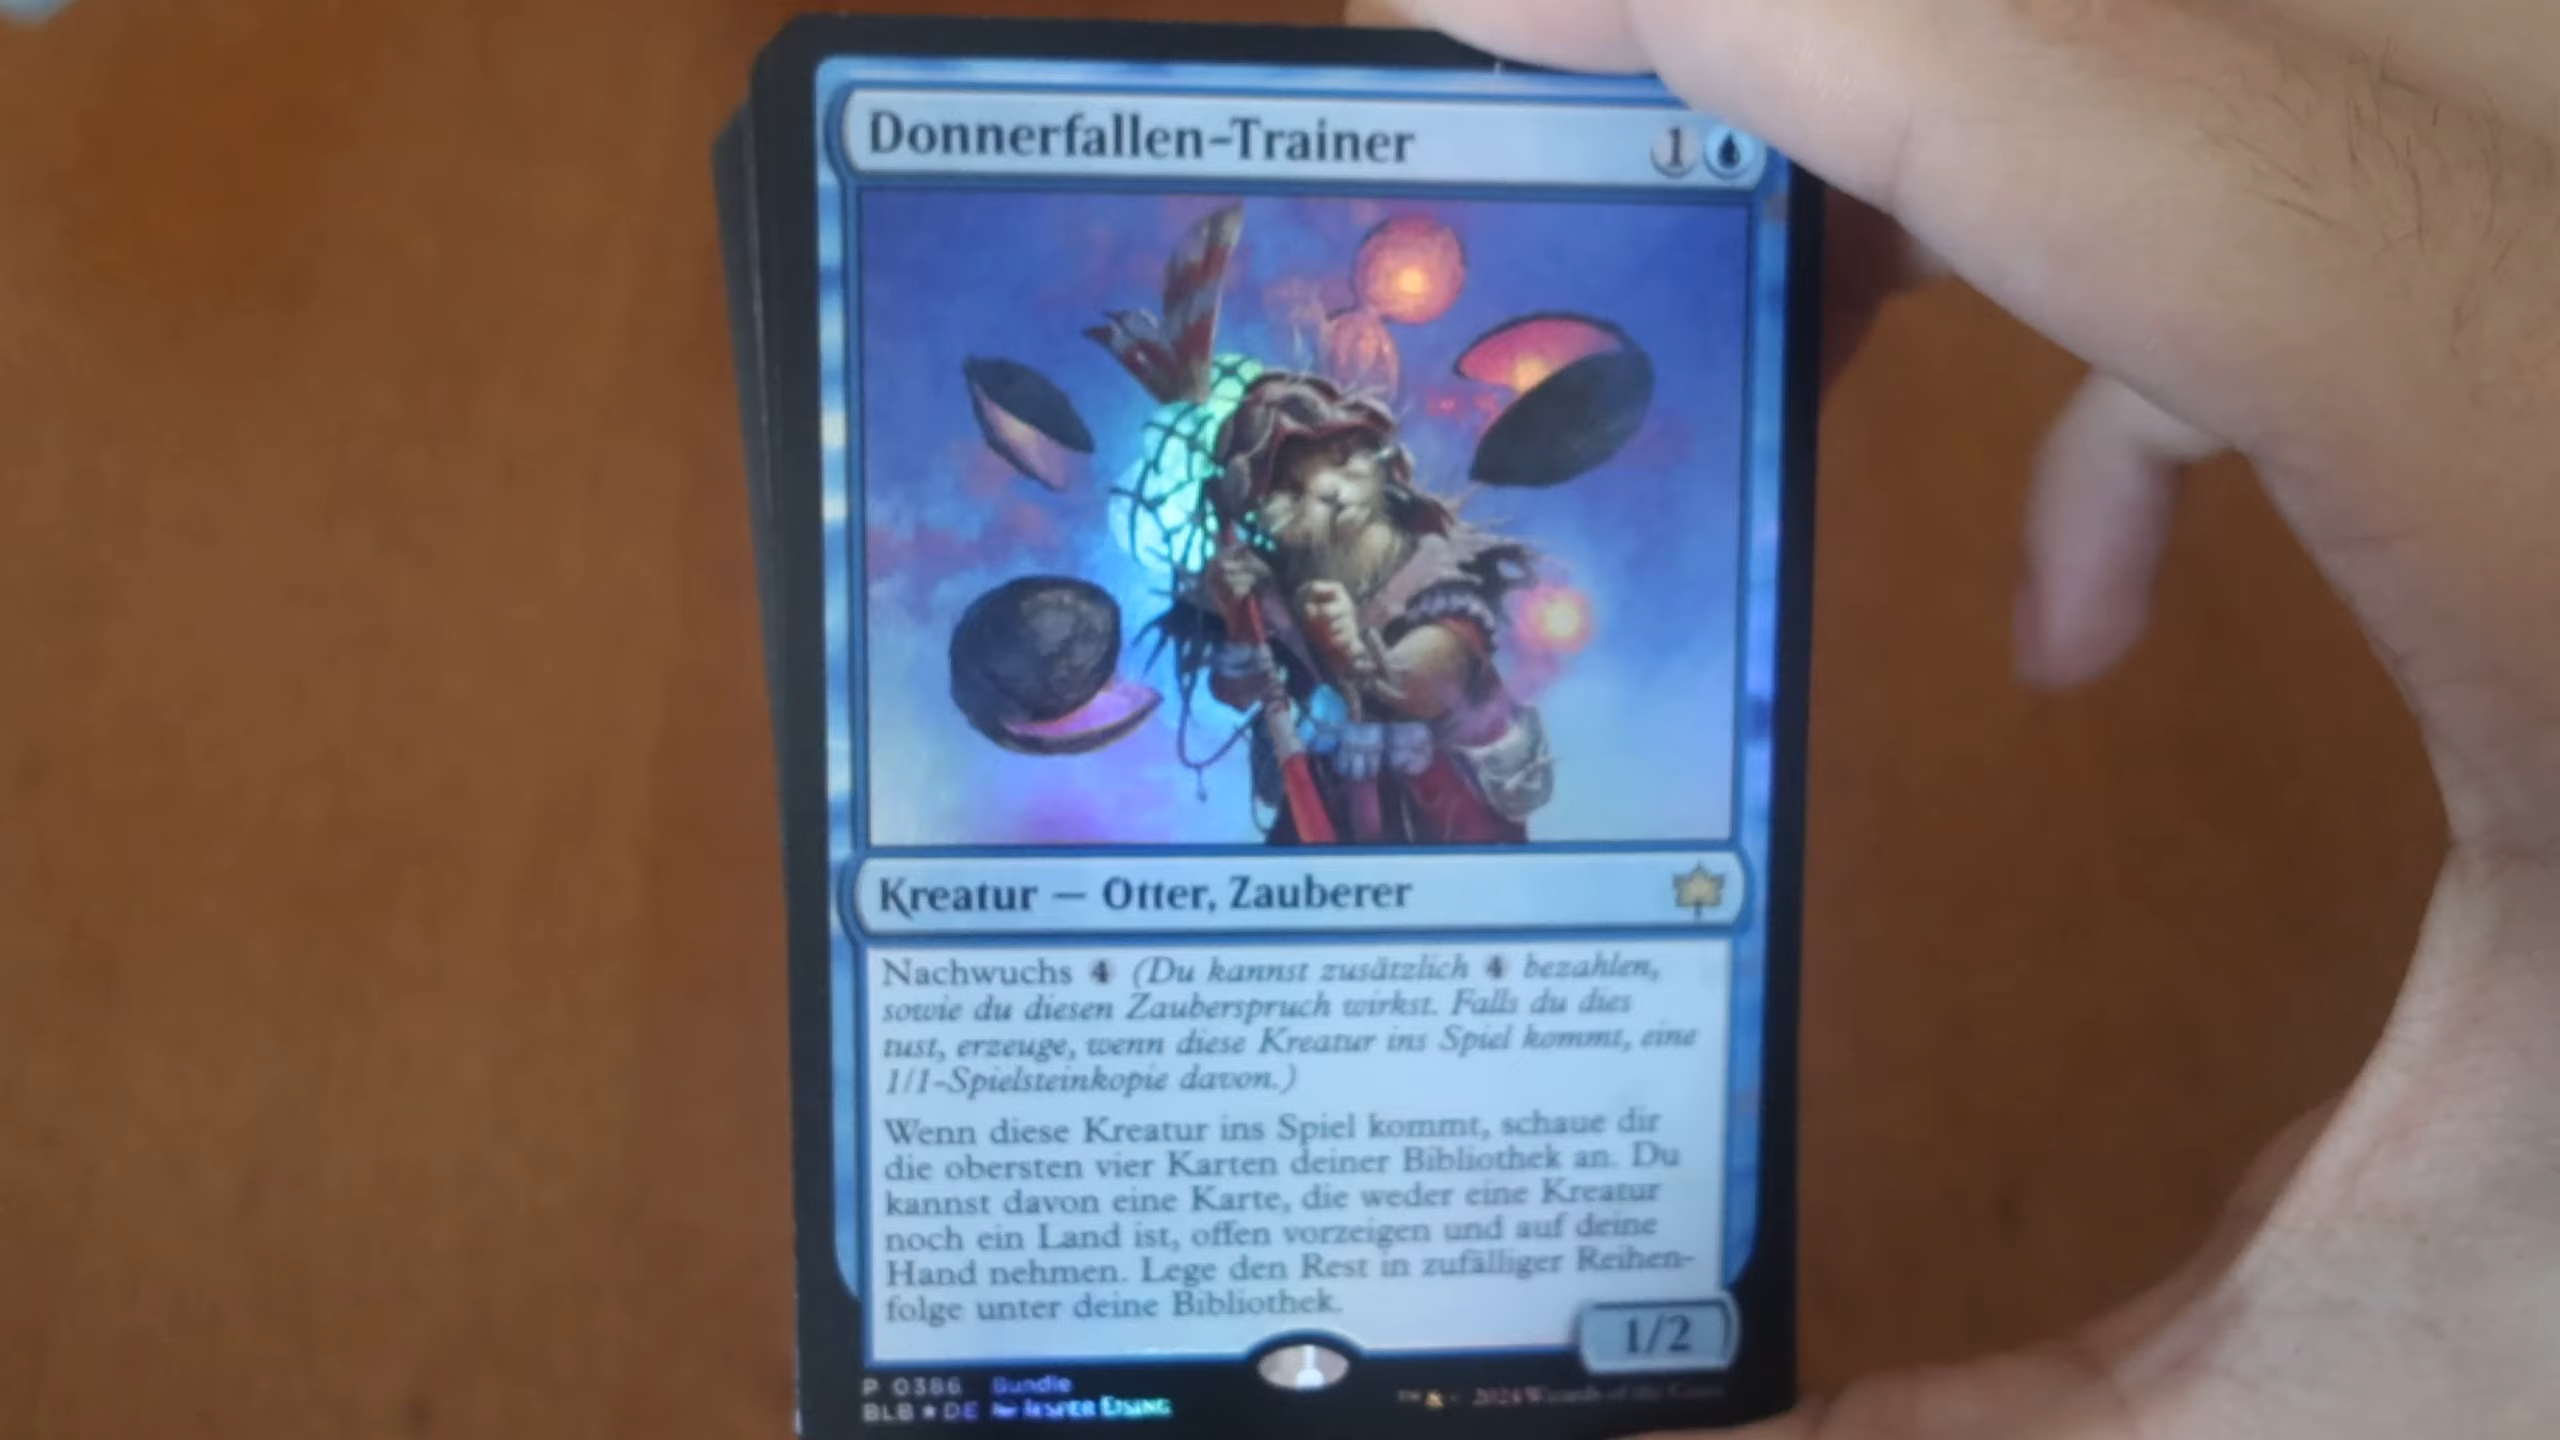 Donnerfallen-Trainer 1
Kreatur — Otter, Zauberer
Nachwuchs 4 (Du kannst zusätzlich 4 bezahlen,
sowie du diesen Zauberspruch wirkst. Falls du dies
tust, erzeuge, wenn diese Kreatur ins Spiel kommt, eine
1/1-Spielsteinkopie davon.)
Wenn diese Kreatur ins Spiel kommt, schaue dir
die obersten vier Karten deiner Bibliothek an. Du
kannst davon eine Karte, die weder eine Kreatur
noch ein Land ist, offen vorzeigen und auf deine
Hand nehmen. Lege den Rest in zufälliger Reihen-
folge unter deine Bibliothek.
1/2
P 0386 Bundle
BLB ★ DE Jesper Ejsing
™ & © 2024 Wizards of the Coast